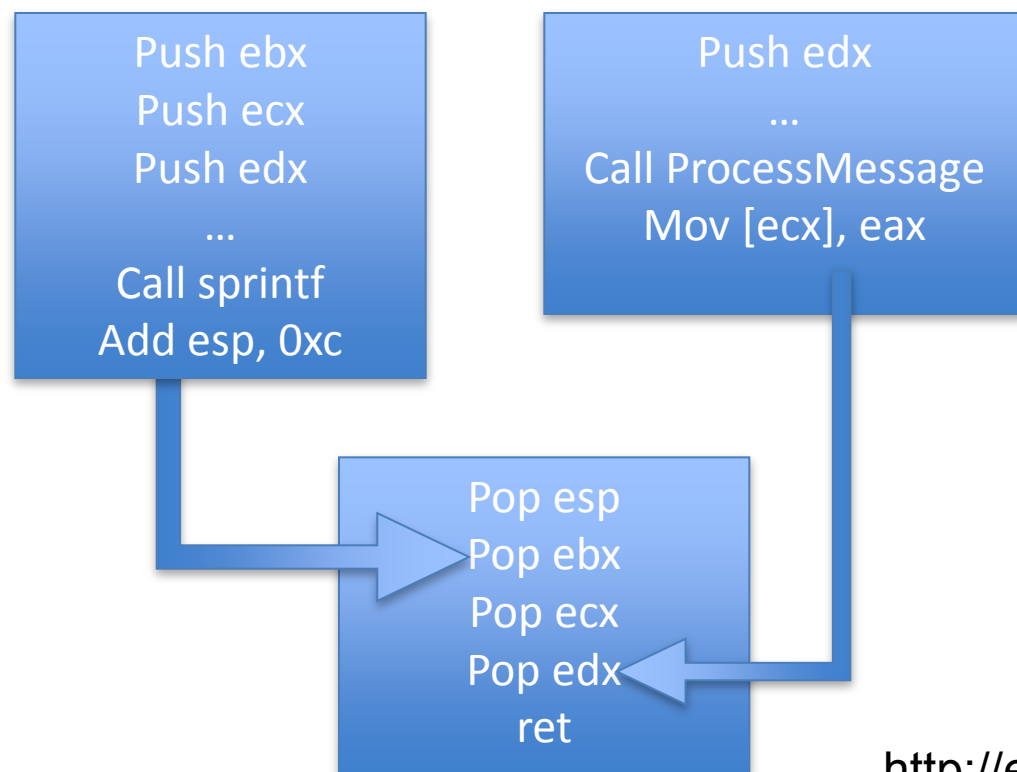 Push ebx
Push ecx
Push edx
…
Call sprintf
Add esp, 0xc
Push edx
…
Call ProcessMessage
Mov [ecx], eax
Pop esp
Pop ebx
Pop ecx
Pop edx
ret
http://e